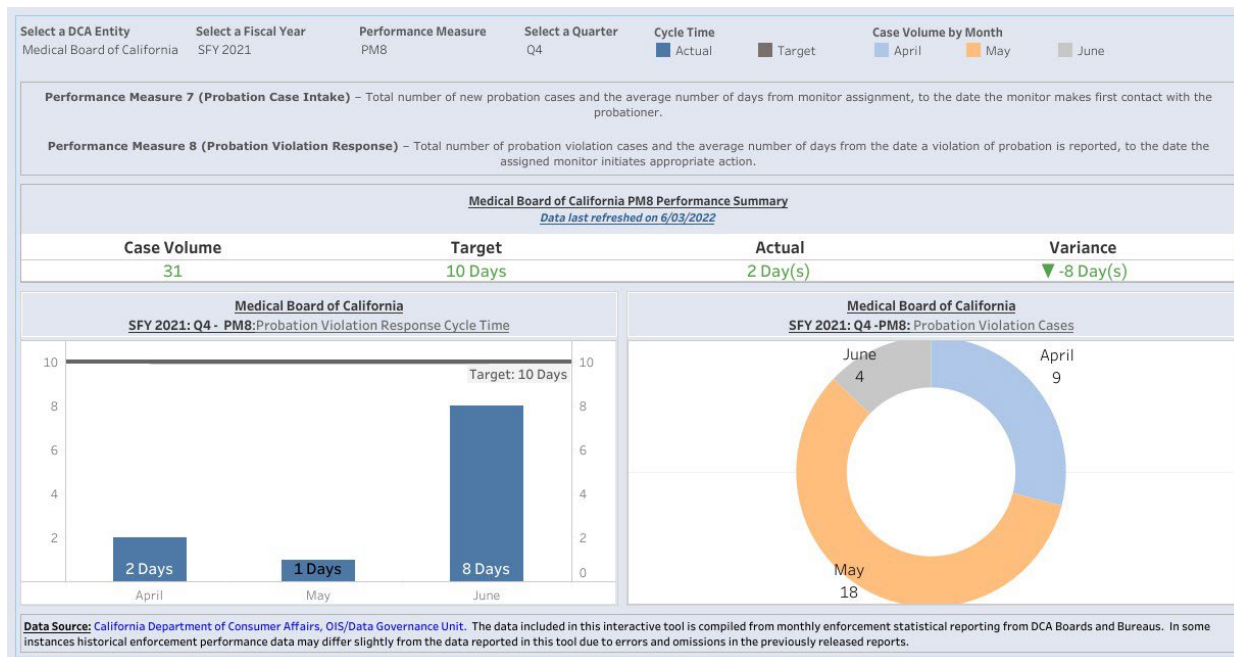 Select a DCA Entity Select a Fiscal Year Performance Measure Select a Quarter Cycle Time Case Volume by Month
Medical Board of California SFY 2021 PM8 Q4 Actual Target April May June
Performance Measure 7 (Probation Case Intake) – Total number of new probation cases and the average number of days from monitor assignment, to the date the monitor makes first contact with the
probationer.
Performance Measure 8 (Probation Violation Response) – Total number of probation violation cases and the average number of days from the date a violation of probation is reported, to the date the
assigned monitor initiates appropriate action.
Medical Board of California PM8 Performance Summary
Data last refreshed on 6/03/2022
Case Volume Target Actual Variance
31 10 Days 2 Day(s) ▼ -8 Day(s)
Medical Board of California
SFY 2021: Q4 - PM8:Probation Violation Response Cycle Time
10 10
Target: 10 Days
8 8
6 6
4 4
2 2
0
2 Days 1 Days 8 Days
April May June
Medical Board of California
SFY 2021: Q4 -PM8: Probation Violation Cases
June
4
April
9
May
18
Data Source: California Department of Consumer Affairs, OIS/Data Governance Unit. The data included in this interactive tool is compiled from monthly enforcement statistical reporting from DCA Boards and Bureaus. In some
instances historical enforcement performance data may differ slightly from the data reported in this tool due to errors and omissions in the previously released reports.